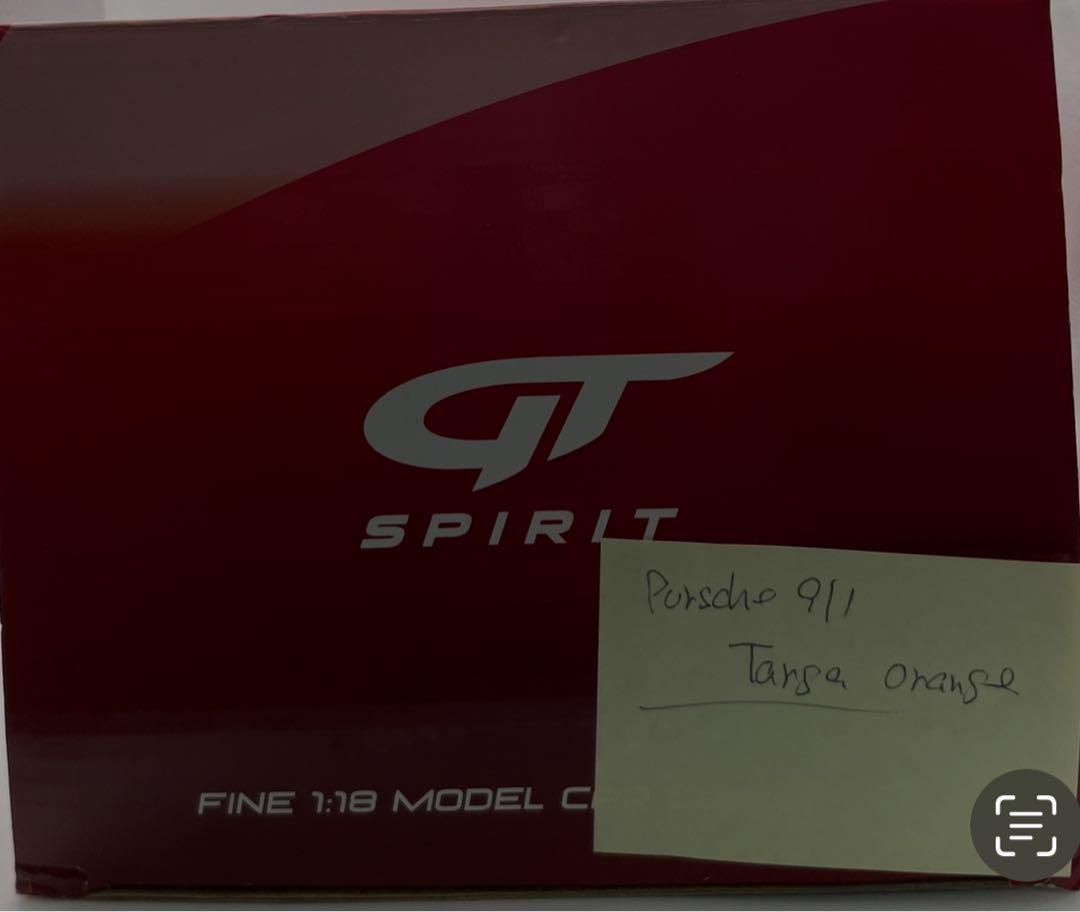 GT
SPIRIT
Porsche 911
Targa orange
FINE 1:18 MODEL